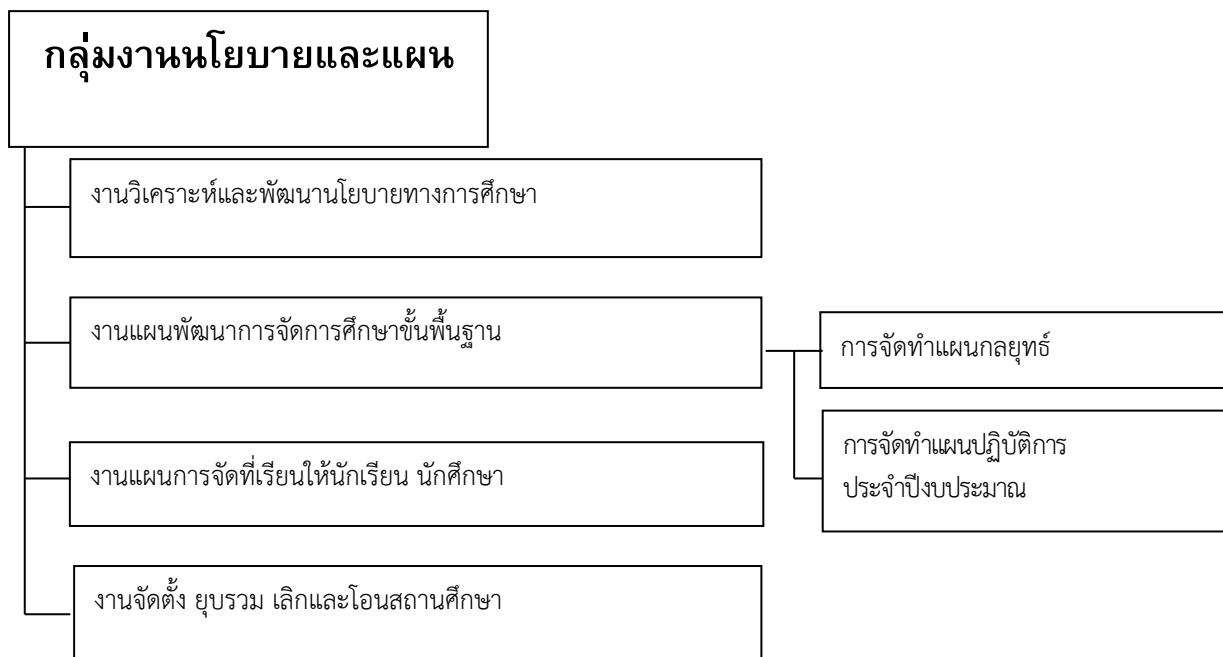 กลุ่มงานนโยบายและแผน
งานวิเคราะห์และพัฒนานโยบายทางการศึกษา
งานแผนพัฒนาการจัดการศึกษาขั้นพื้นฐาน
การจัดทำแผนกลยุทธ์
การจัดทำแผนปฏิบัติการ
ประจำปีงบประมาณ
งานแผนการจัดที่เรียนให้นักเรียน นักศึกษา
งานจัดตั้ง ยุบรวม เลิกและโอนสถานศึกษา